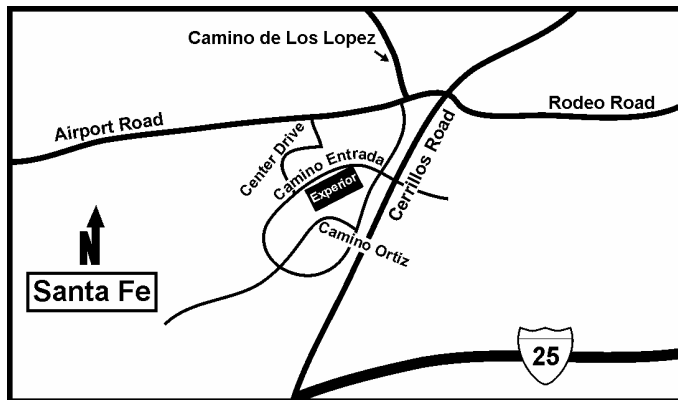 Camino de Los Lopez
Rodeo Road
Airport Road
Center Drive
Camino Entrada
Cerrillos Road
Experior
Camino Ortiz
N
Santa Fe
25